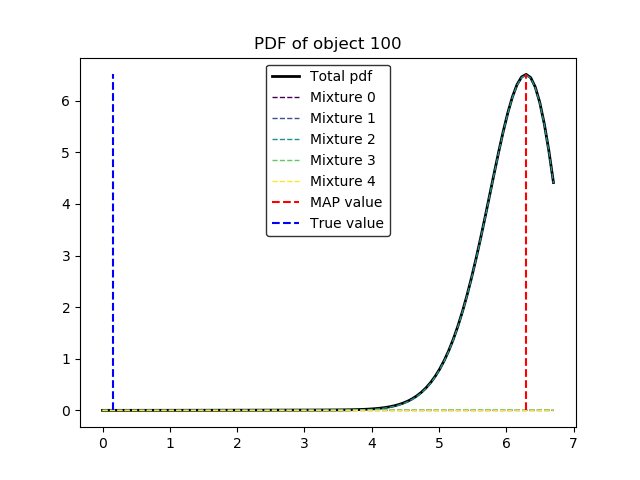 PDF of object 100
Total pdf
Mixture 0
Mixture 1
Mixture 2
Mixture 3
Mixture 4
MAP value
True value
6
5
4
3
2
1
0
0 1 2 3 4 5 6 7